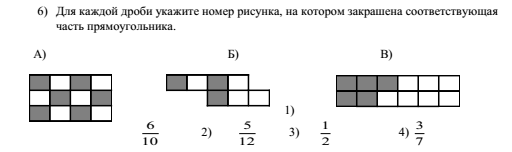 6) Для каждой дроби укажите номер рисунка, на котором закрашена соответствующая
часть прямоугольника.
А) Б) В)
1)
6/10 2) 5/12 3) 1/2 4) 3/7